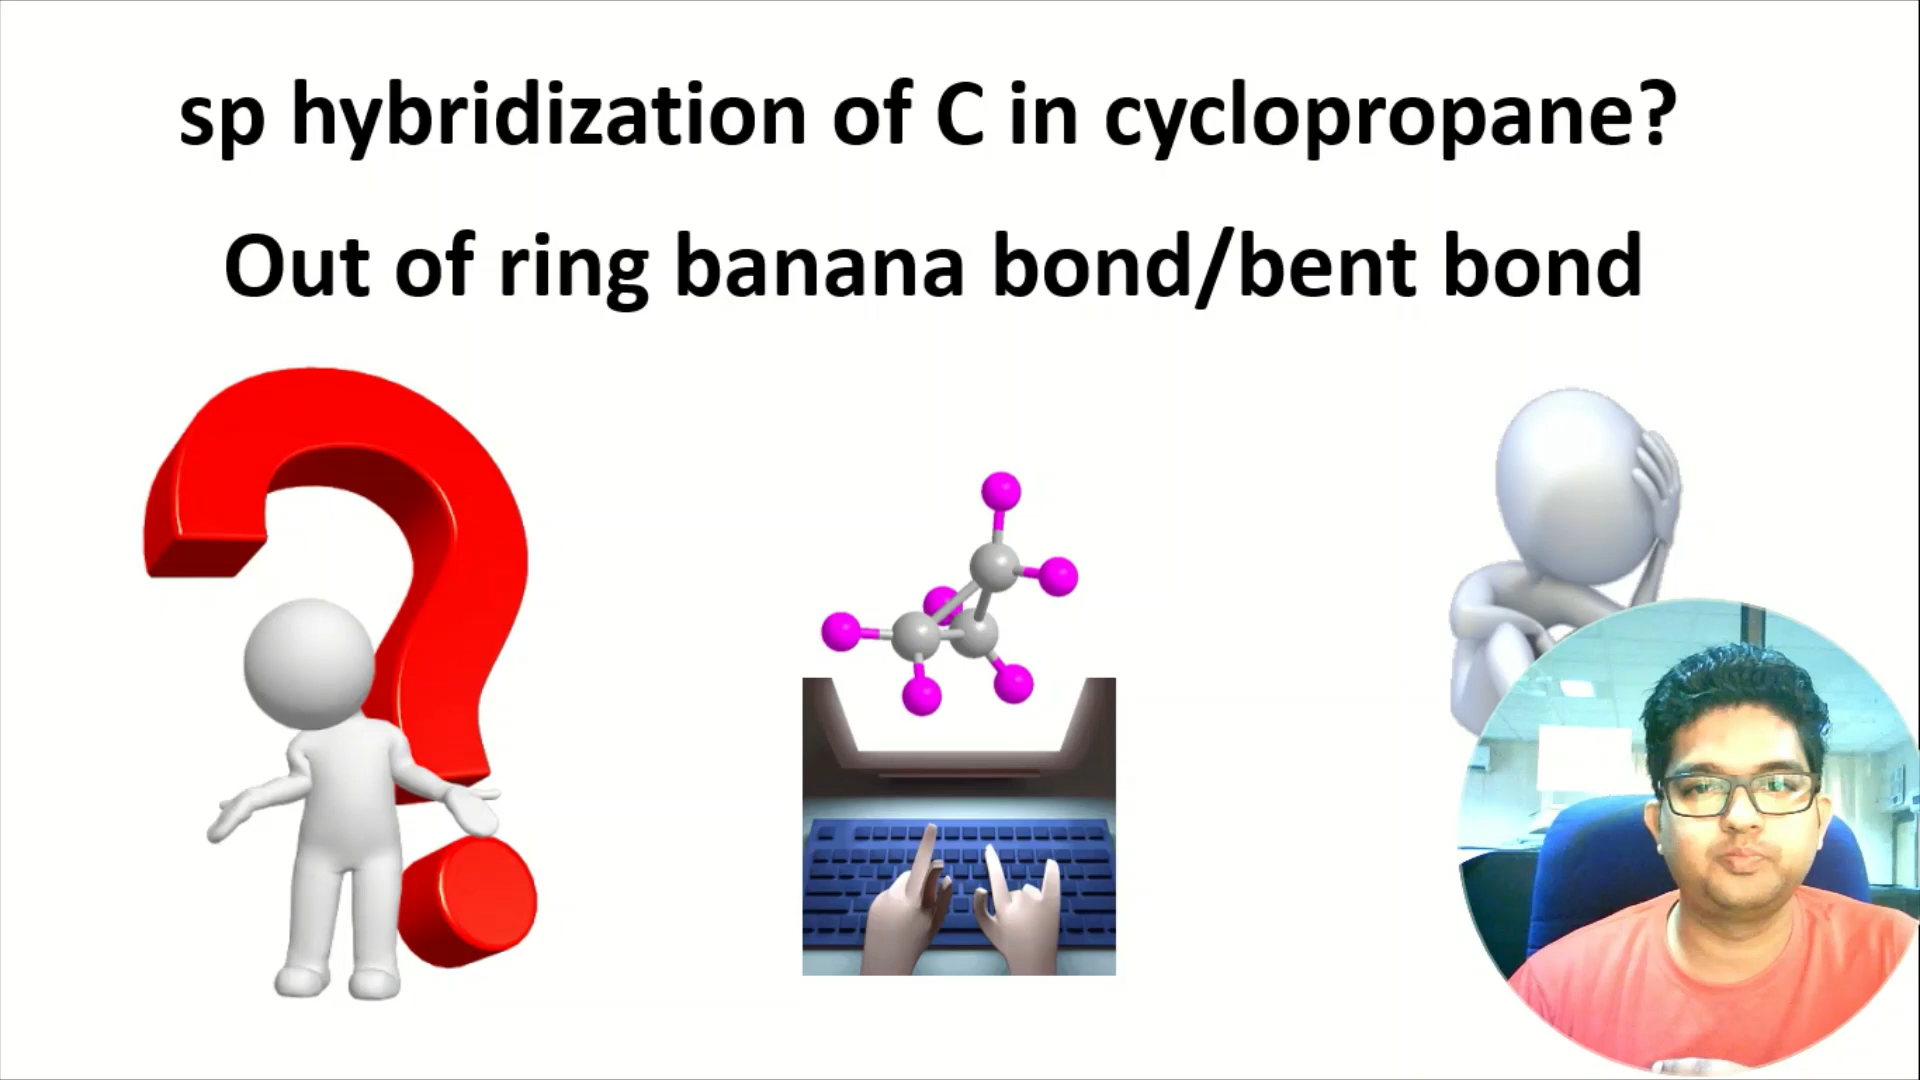 sp hybridization of C in cyclopropane?
Out of ring banana bond/bent bond